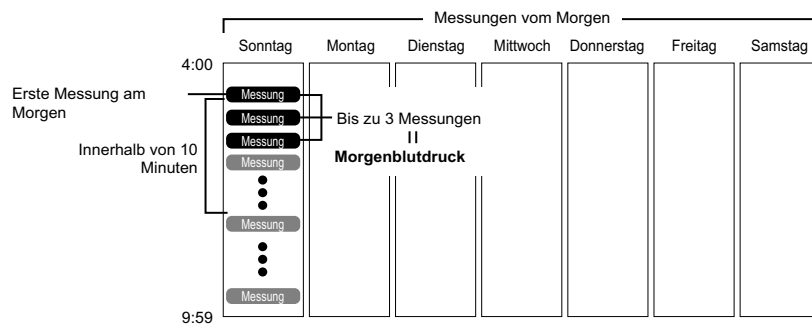 Messungen vom Morgen
Sonntag Montag Dienstag Mittwoch Donnerstag Freitag Samstag
4:00
Erste Messung am
Morgen
Innerhalb von 10
Minuten
Messung
Messung
Messung
Messung
Messung
Messung
Bis zu 3 Messungen
=
Morgenblutdruck
9:59